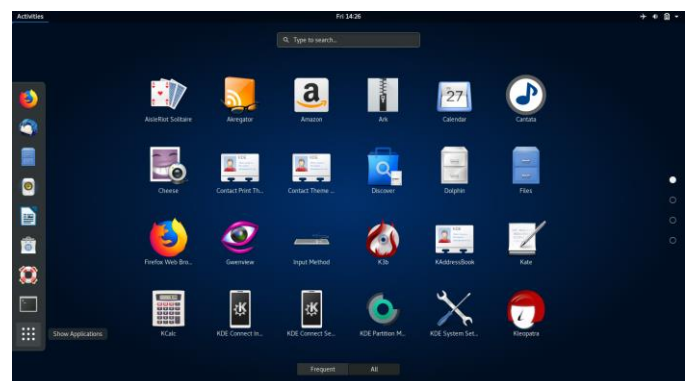 Activities
Fri 14:26
Type to search...
AisleRiot Solitaire
Akregator
a
Amazon
Ark
27
Calendar
Cantata
Cheese
Contact Print Th...
Contact Theme ...
Discover
Dolphin
Files
Firefox Web Bro...
Gwenview
Input Method
K3b
KAddressBook
Kate
KCalc
KDE Connect In...
KDE Connect Se...
KDE Partition M...
KDE System Set...
Kleopatra
Show Applications
Frequent
All